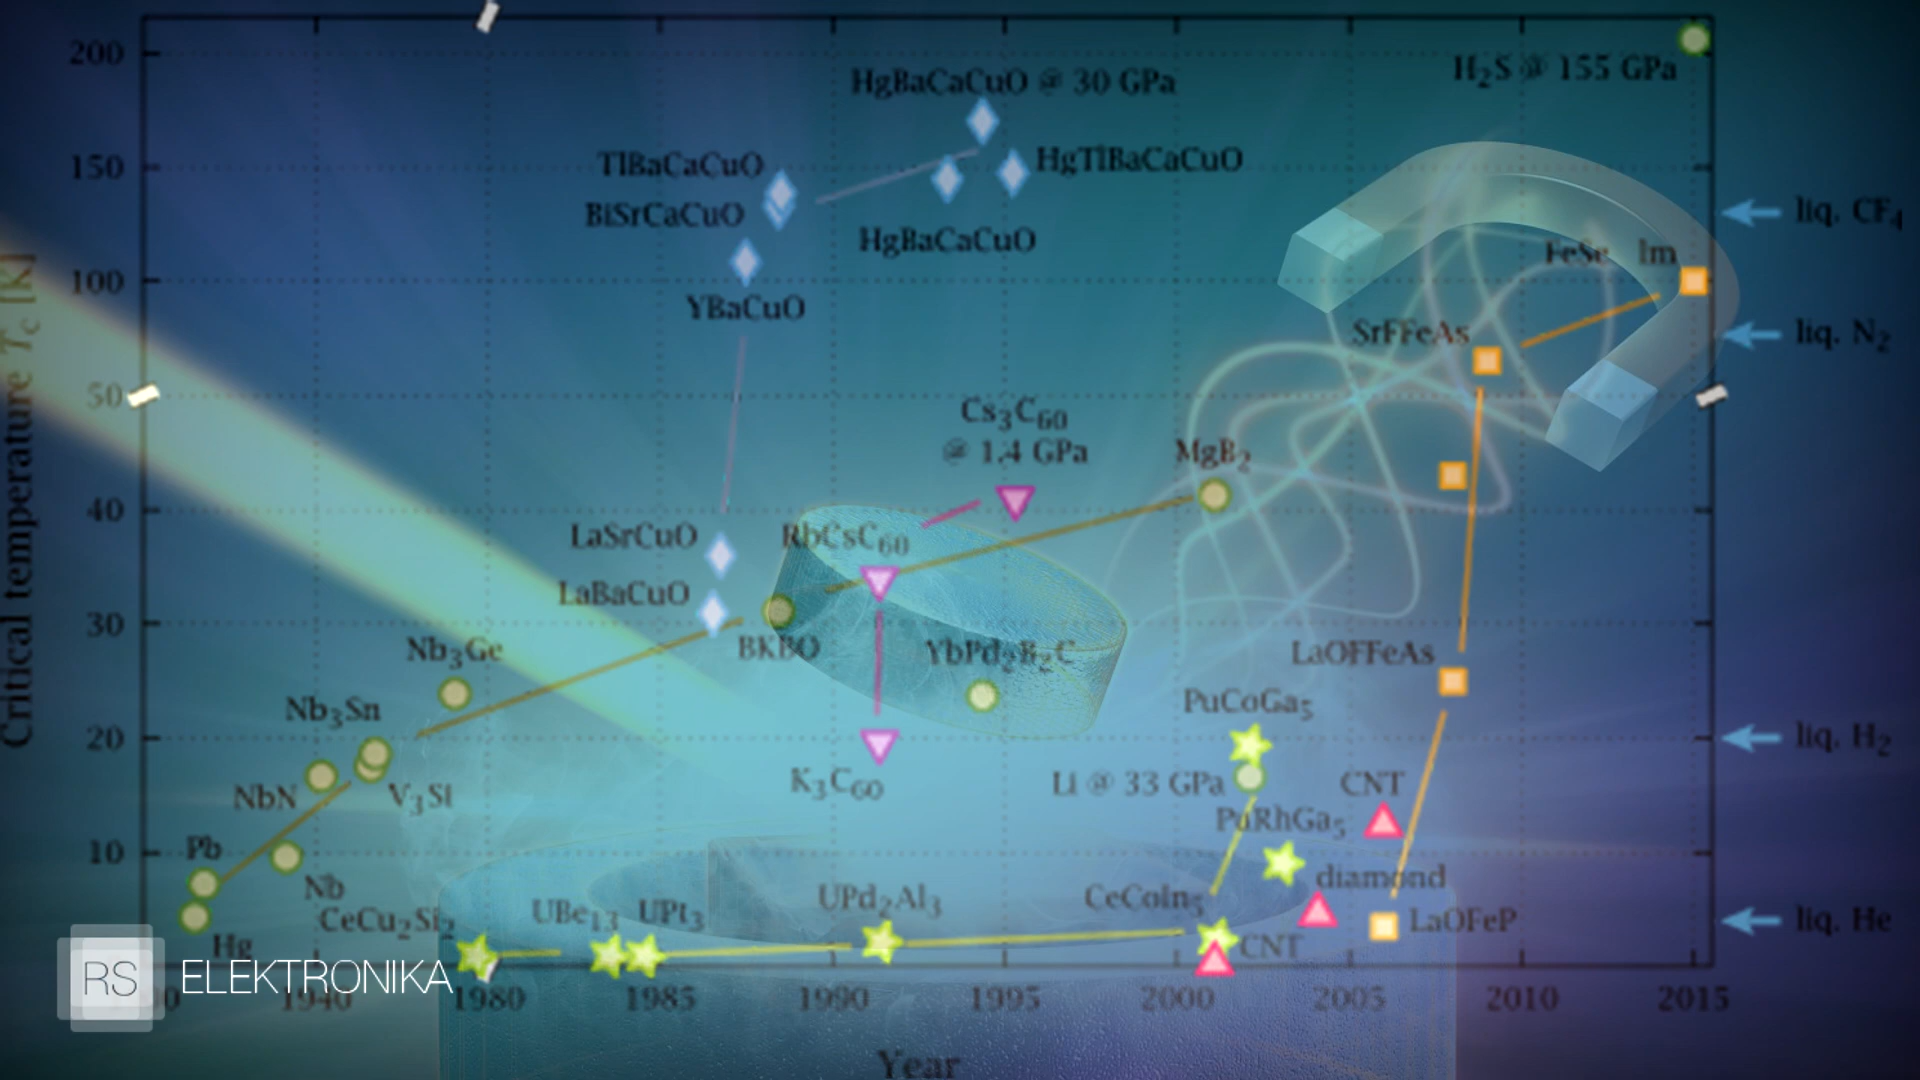 200
H₂S @ 155 GPa
HgBaCaCuO @ 30 GPa
150
TlBaCaCuO
HgTlBaCaCuO
BiSrCaCuO
liq. CF₄
HgBaCaCuO
FeSe lm
100
YBaCuO
SrFFeAs
liq. N₂
50
Cs₃C₆₀
@ 1.4 GPa
MgB₂
40
LaSrCuO
RbCsC₆₀
LaBaCuO
30
Nb₃Ge
BKBO
YbPd₂B₂C
LaOFFeAs
Nb₃Sn
PuCoGa₅
20
liq. H₂
NbN
V₃Si
K₃C₆₀
Li @ 33 GPa
CNT
PuRhGa₅
10
Pb
Nb
diamond
CeCu₂Si₂
UBe₁₃
UPt₃
UPd₂Al₃
CeCoIn₅
LaOFeP
liq. He
Hg
CNT
Critical temperature T_c [K]
RS ELEKTRONIKA
1940
1980
1985
1990
1995
2000
2005
2010
2015
Year